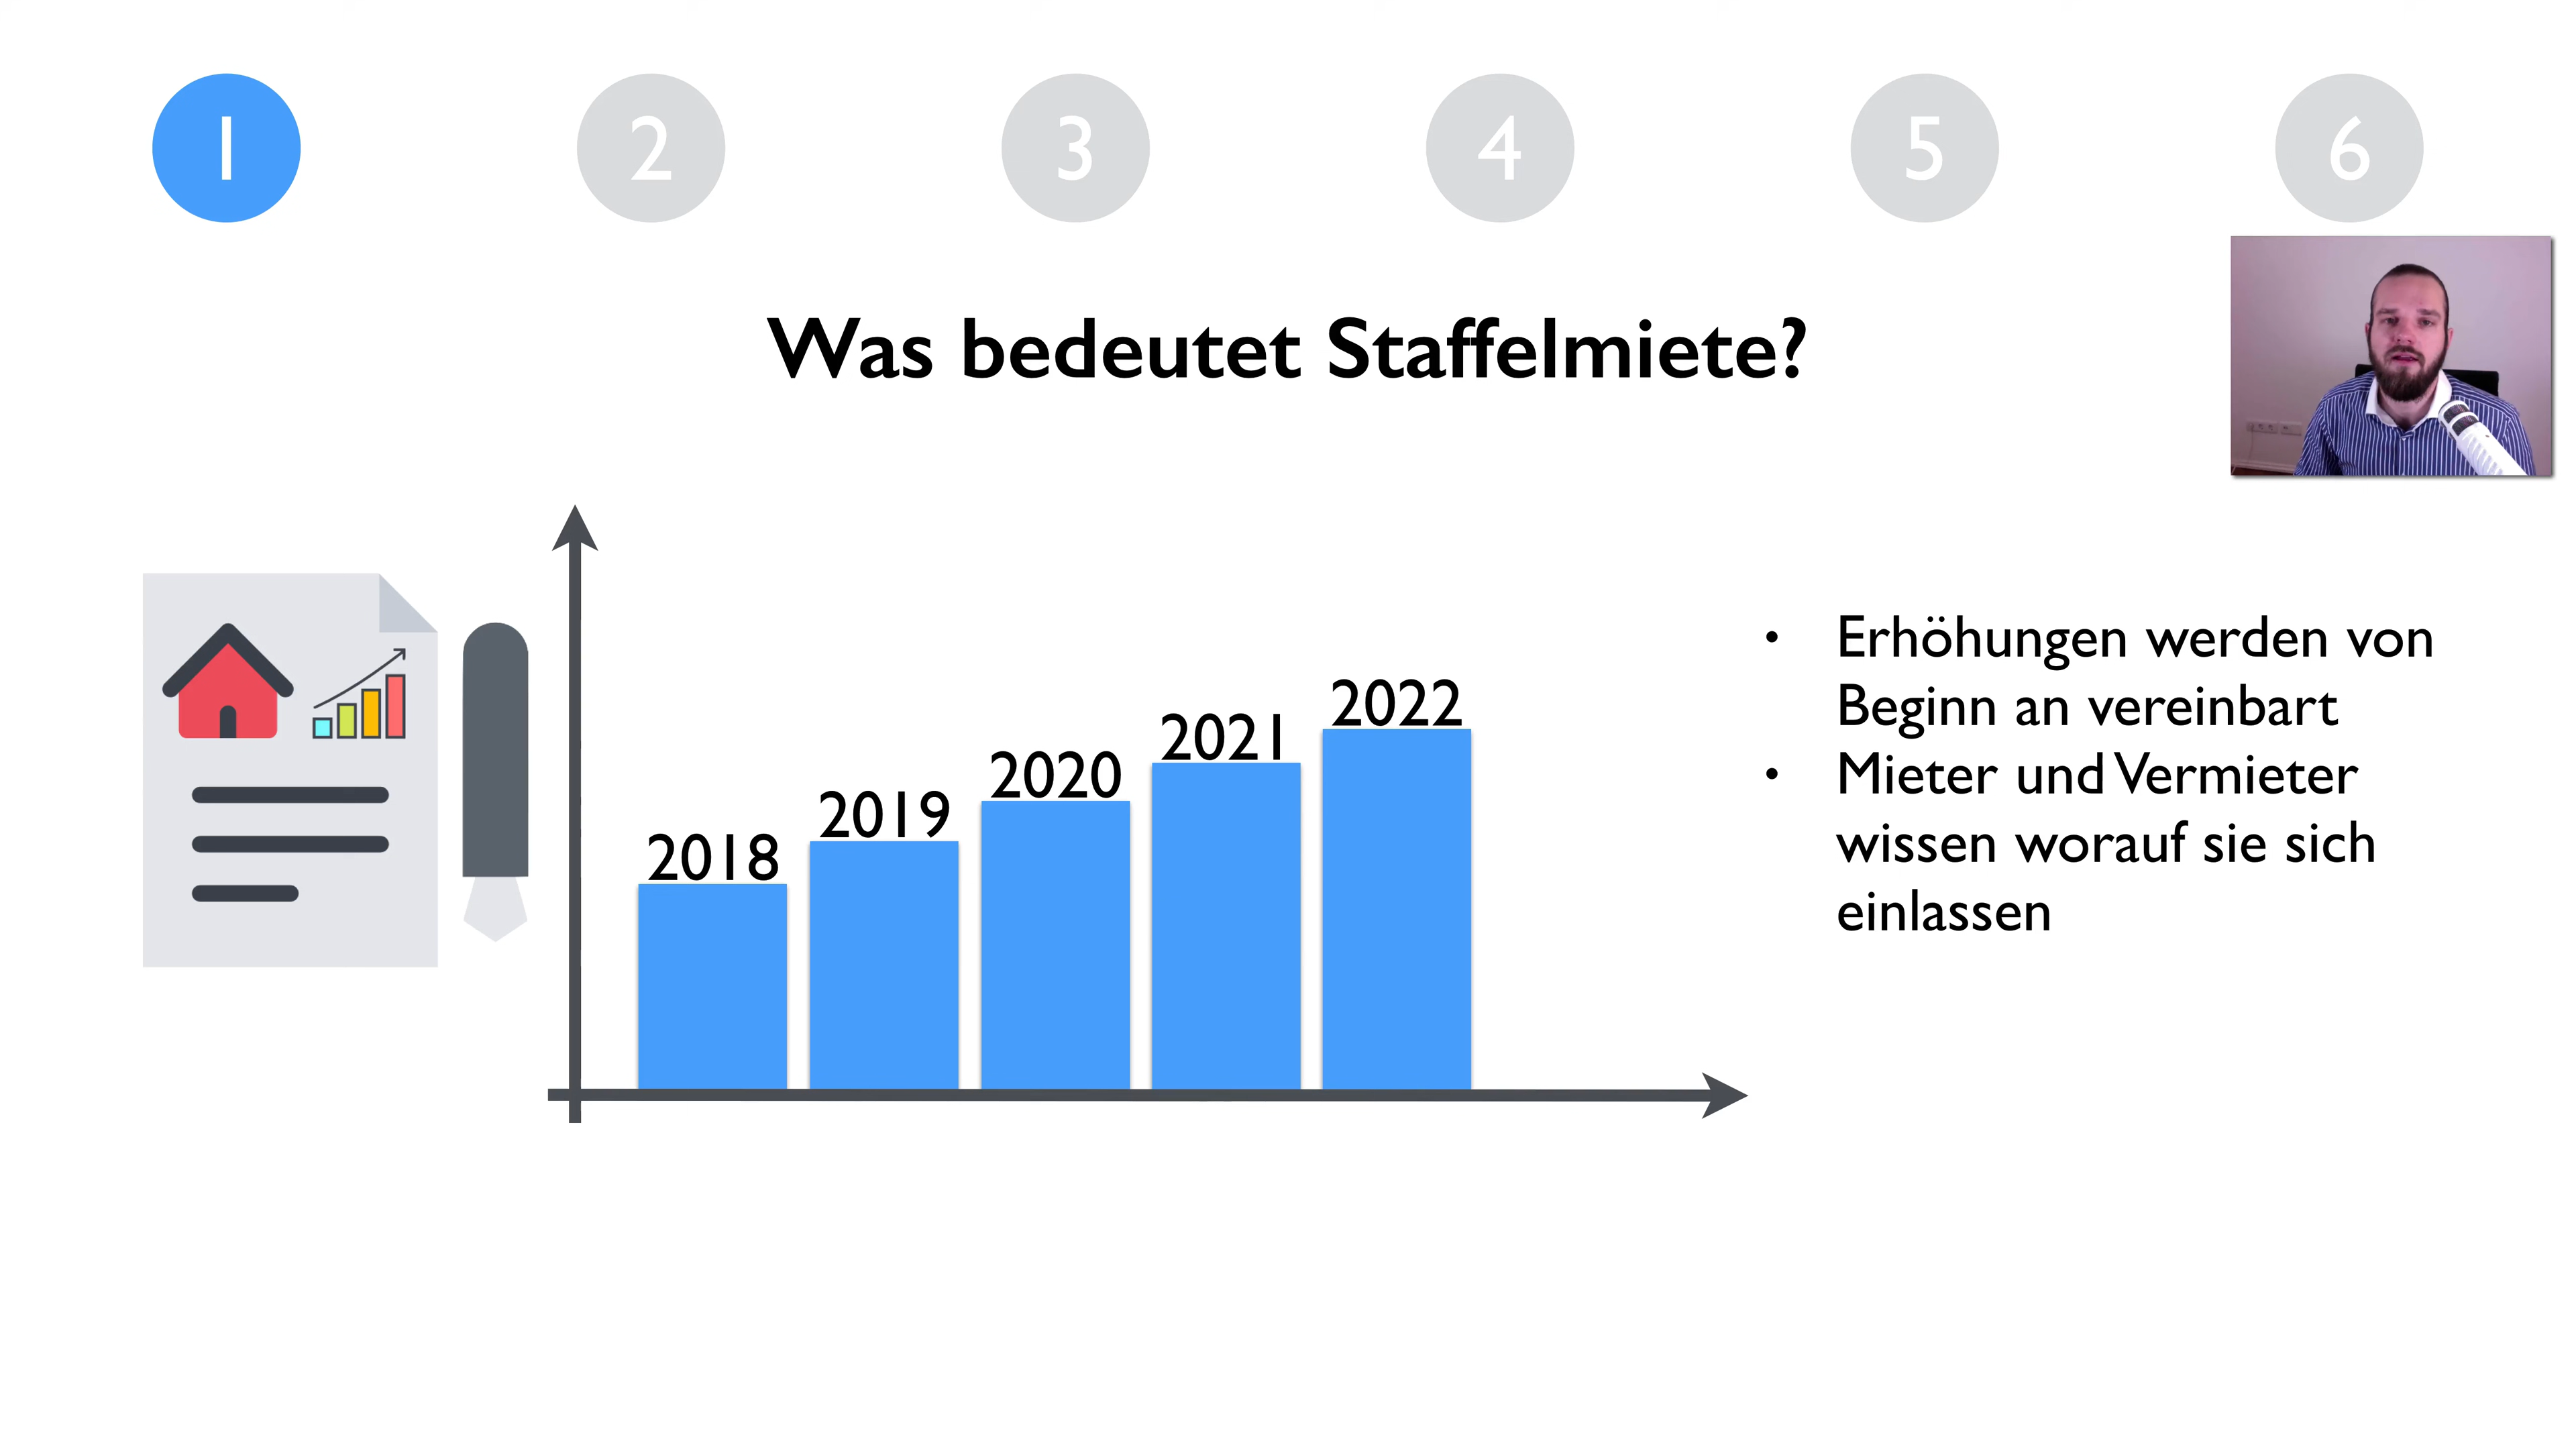 1 2 3 4 5 6
Was bedeutet Staffelmiete?
2018
2019
2020
2021
2022
• Erhöhungen werden von
Beginn an vereinbart
• Mieter und Vermieter
wissen worauf sie sich
einlassen